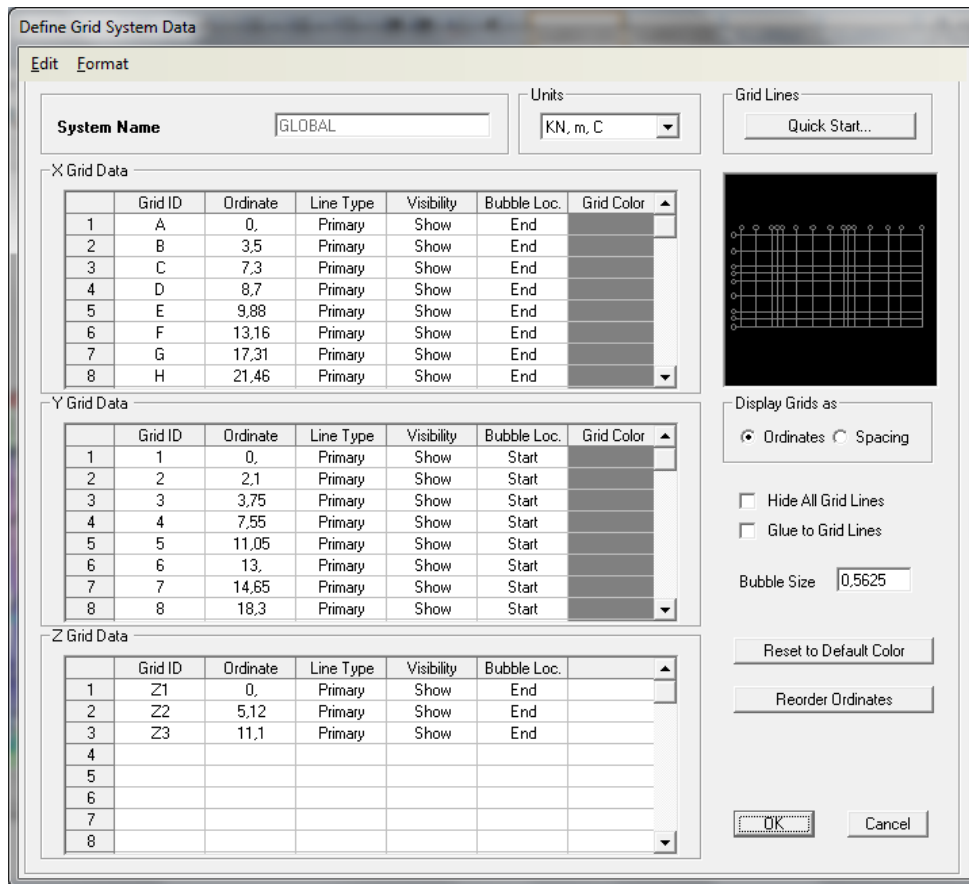 Define Grid System Data
Edit Format
System Name GLOBAL
Units
KN, m, C
Grid Lines
Quick Start...
X Grid Data
Grid ID Ordinate Line Type Visibility Bubble Loc. Grid Color
1 A 0, Primary Show End
2 B 3,5 Primary Show End
3 C 7,3 Primary Show End
4 D 8,7 Primary Show End
5 E 9,88 Primary Show End
6 F 13,16 Primary Show End
7 G 17,31 Primary Show End
8 H 21,46 Primary Show End
Y Grid Data
Grid ID Ordinate Line Type Visibility Bubble Loc. Grid Color
1 1 0, Primary Show Start
2 2 2,1 Primary Show Start
3 3 3,75 Primary Show Start
4 4 7,55 Primary Show Start
5 5 11,05 Primary Show Start
6 6 13, Primary Show Start
7 7 14,65 Primary Show Start
8 8 18,3 Primary Show Start
Z Grid Data
Grid ID Ordinate Line Type Visibility Bubble Loc.
1 Z1 0, Primary Show End
2 Z2 5,12 Primary Show End
3 Z3 11,1 Primary Show End
4
5
6
7
8
Display Grids as
Ordinates Spacing
Hide All Grid Lines
Glue to Grid Lines
Bubble Size 0,5625
Reset to Default Color
Reorder Ordinates
OK Cancel